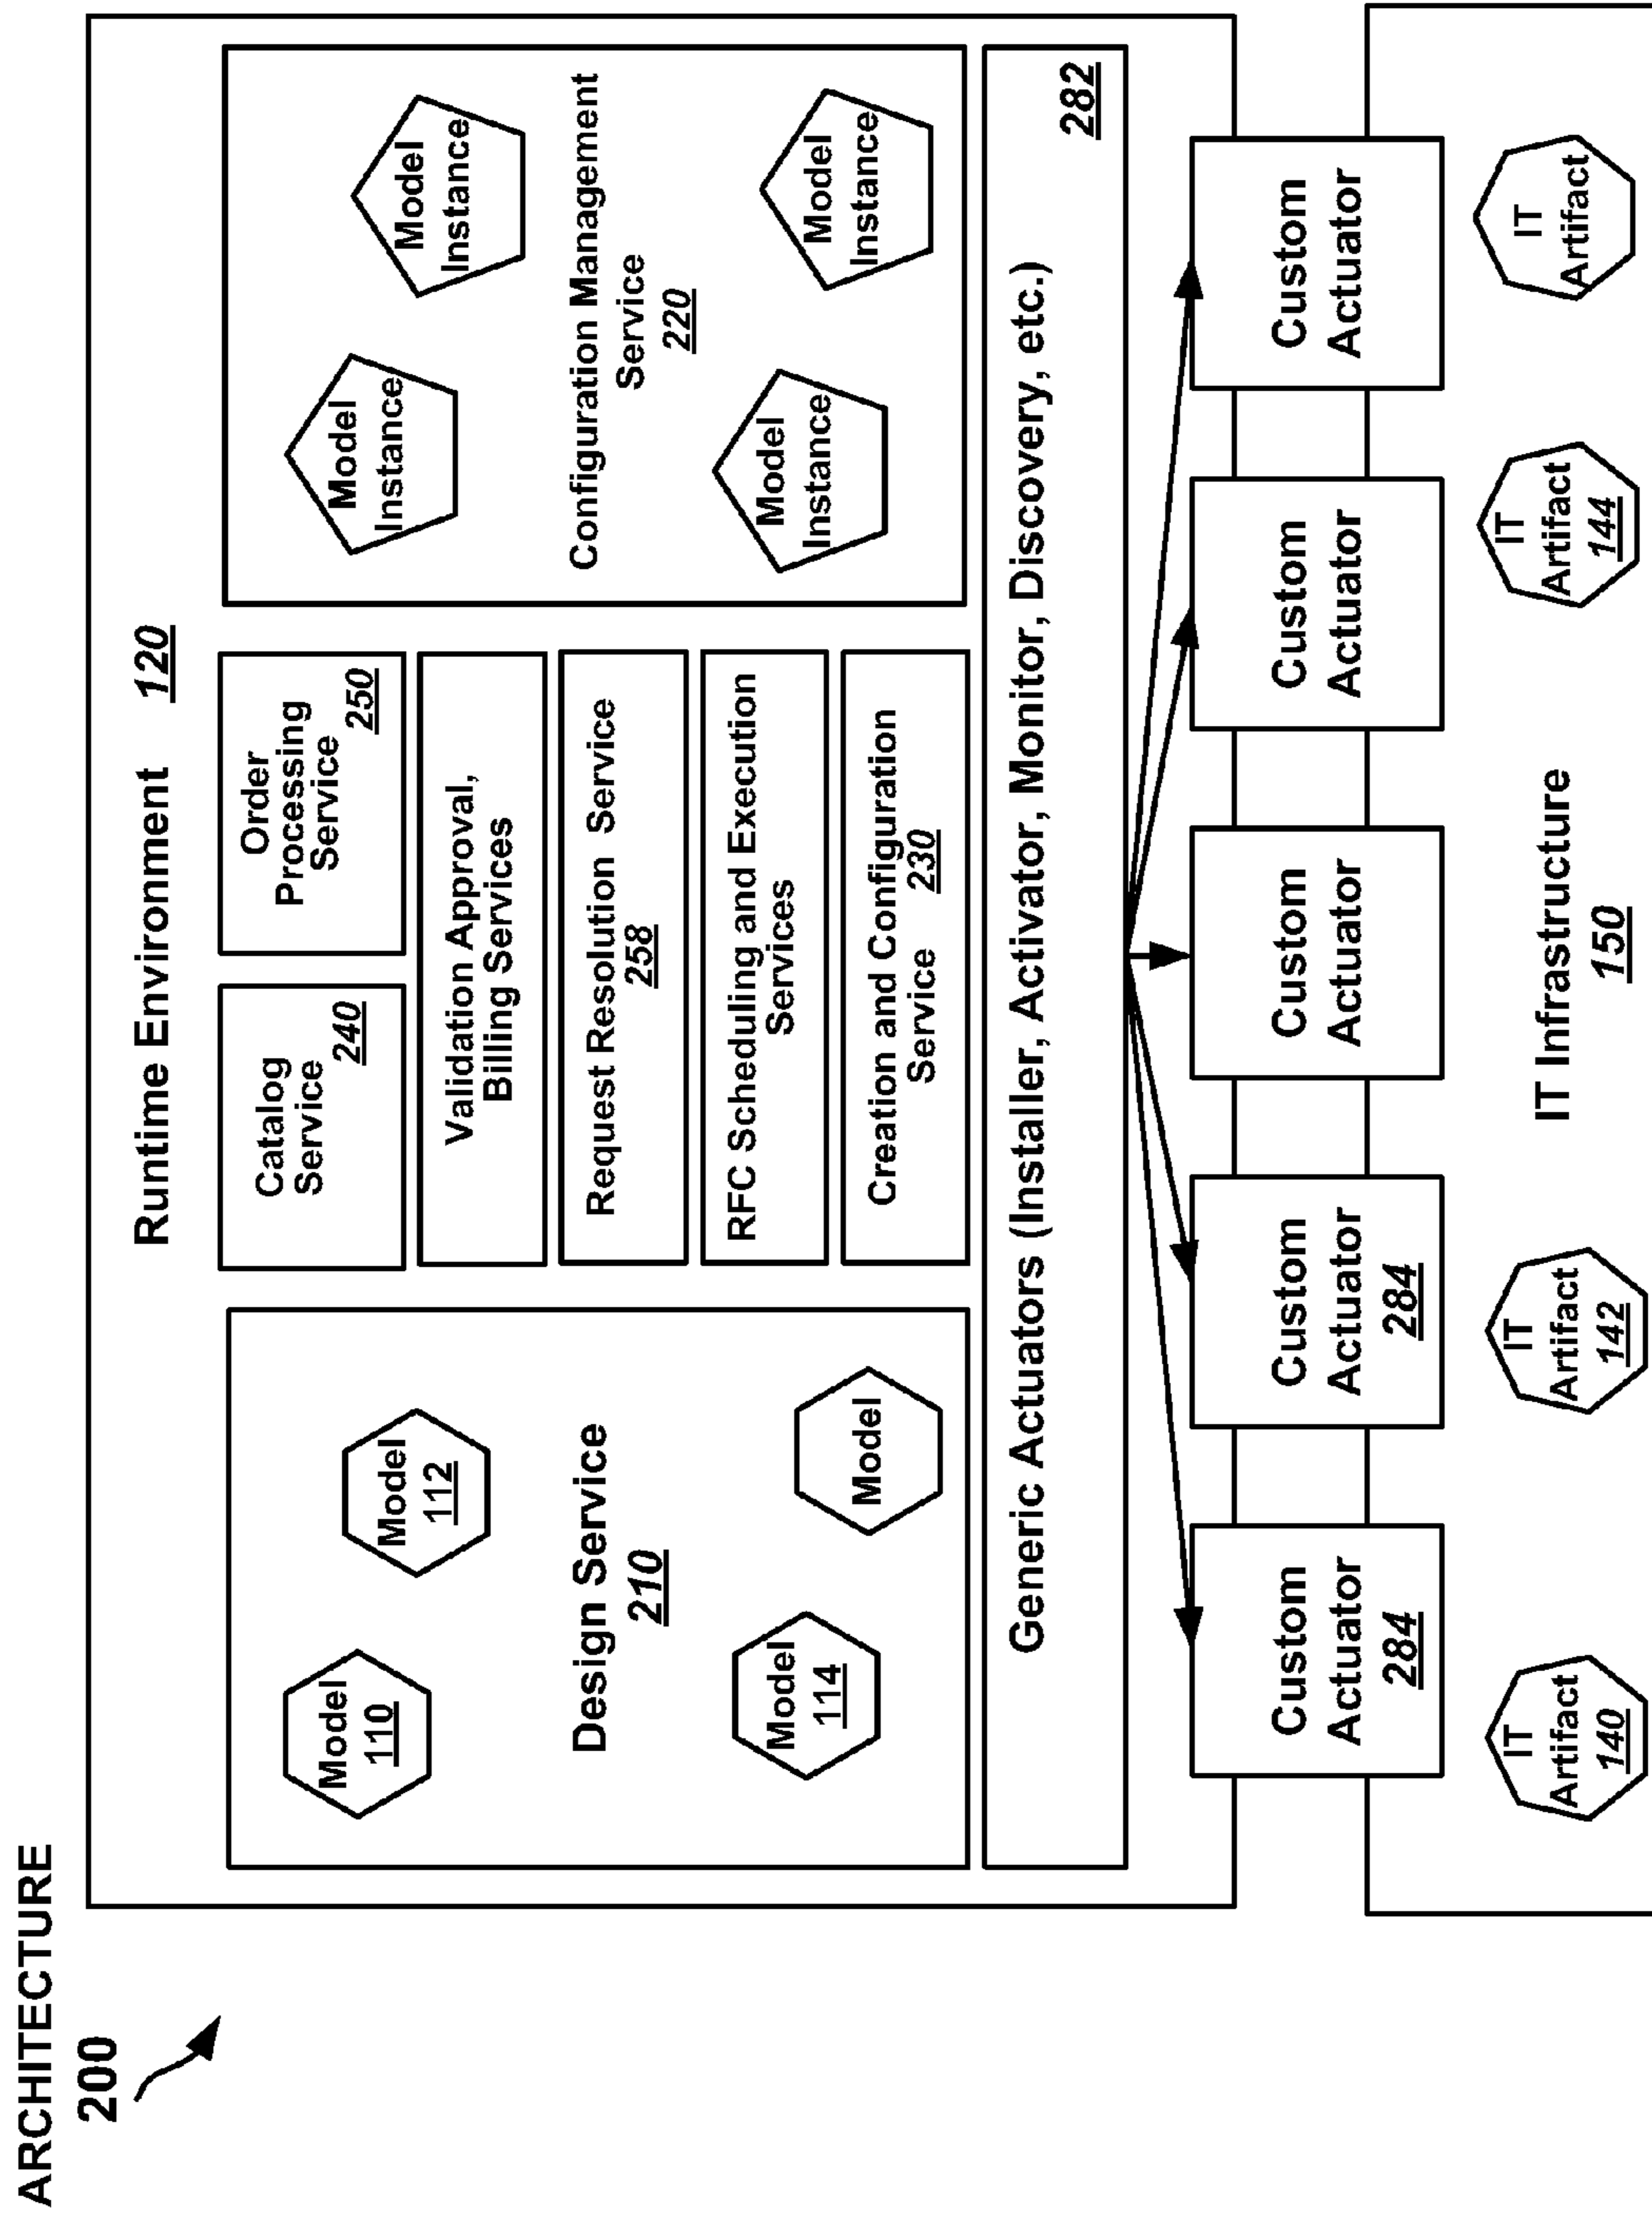 ARCHITECTURE
200
Runtime Environment 120
Model
110
Model
112
Design Service
210
Model
114
Model
Catalog
Service
240
Order
Processing
Service
250
Validation Approval,
Billing Services
Request Resolution Service
258
RFC Scheduling and Execution
Services
Creation and Configuration
Service 230
Model
Instance
Model
Instance
Configuration Management
Service
220
Model
Instance
Model
Instance
Generic Actuators (Installer, Activator, Monitor, Discovery, etc.)
282
Custom
Actuator
284
Custom
Actuator
284
Custom
Actuator
Custom
Actuator
Custom
Actuator
IT
Artifact
140
IT
Artifact
142
IT Infrastructure
150
IT
Artifact
144
IT
Artifact